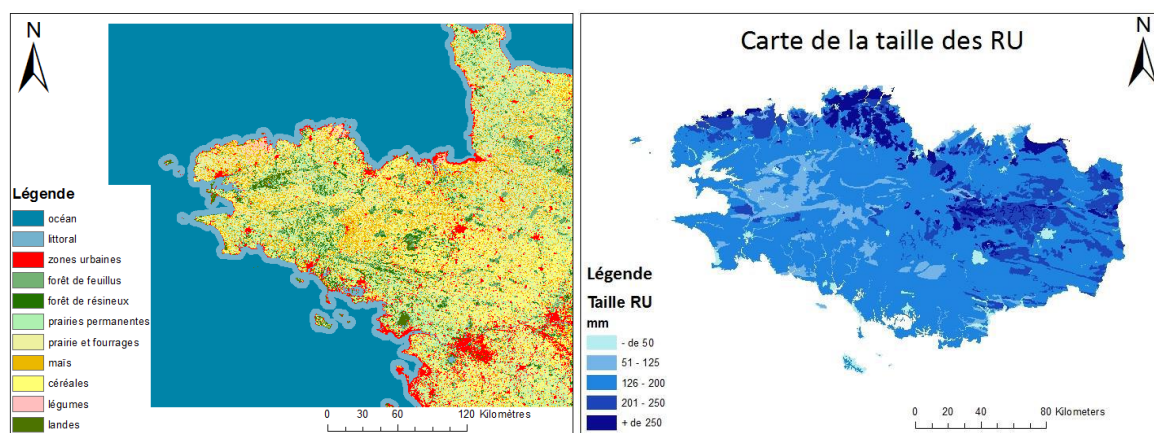 N
Légende
océan
littoral
zones urbaines
forêt de feuillus
forêt de résineux
prairies permanentes
prairie et fourrages
maïs
céréales
légumes
landes
0 30 60 120 Kilomètres
Carte de la taille des RU
N
Légende
Taille RU
mm
- de 50
51 - 125
126 - 200
201 - 250
+ de 250
0 20 40 80 Kilometers